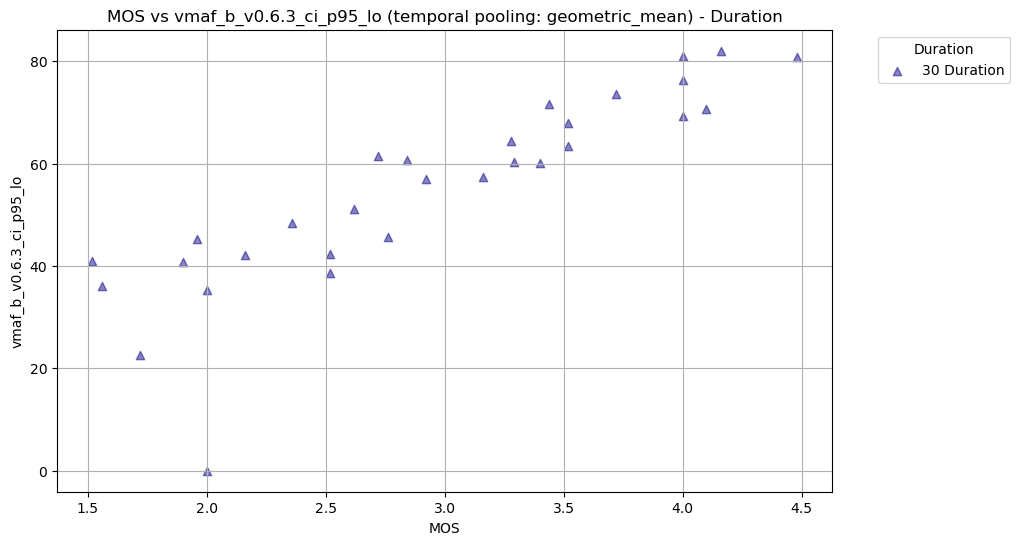 MOS vs vmaf_b_v0.6.3_ci_p95_lo (temporal pooling: geometric_mean) - Duration
Duration
30 Duration
vmaf_b_v0.6.3_ci_p95_lo
80
60
40
20
0
1.5 2.0 2.5 3.0 3.5 4.0 4.5
MOS